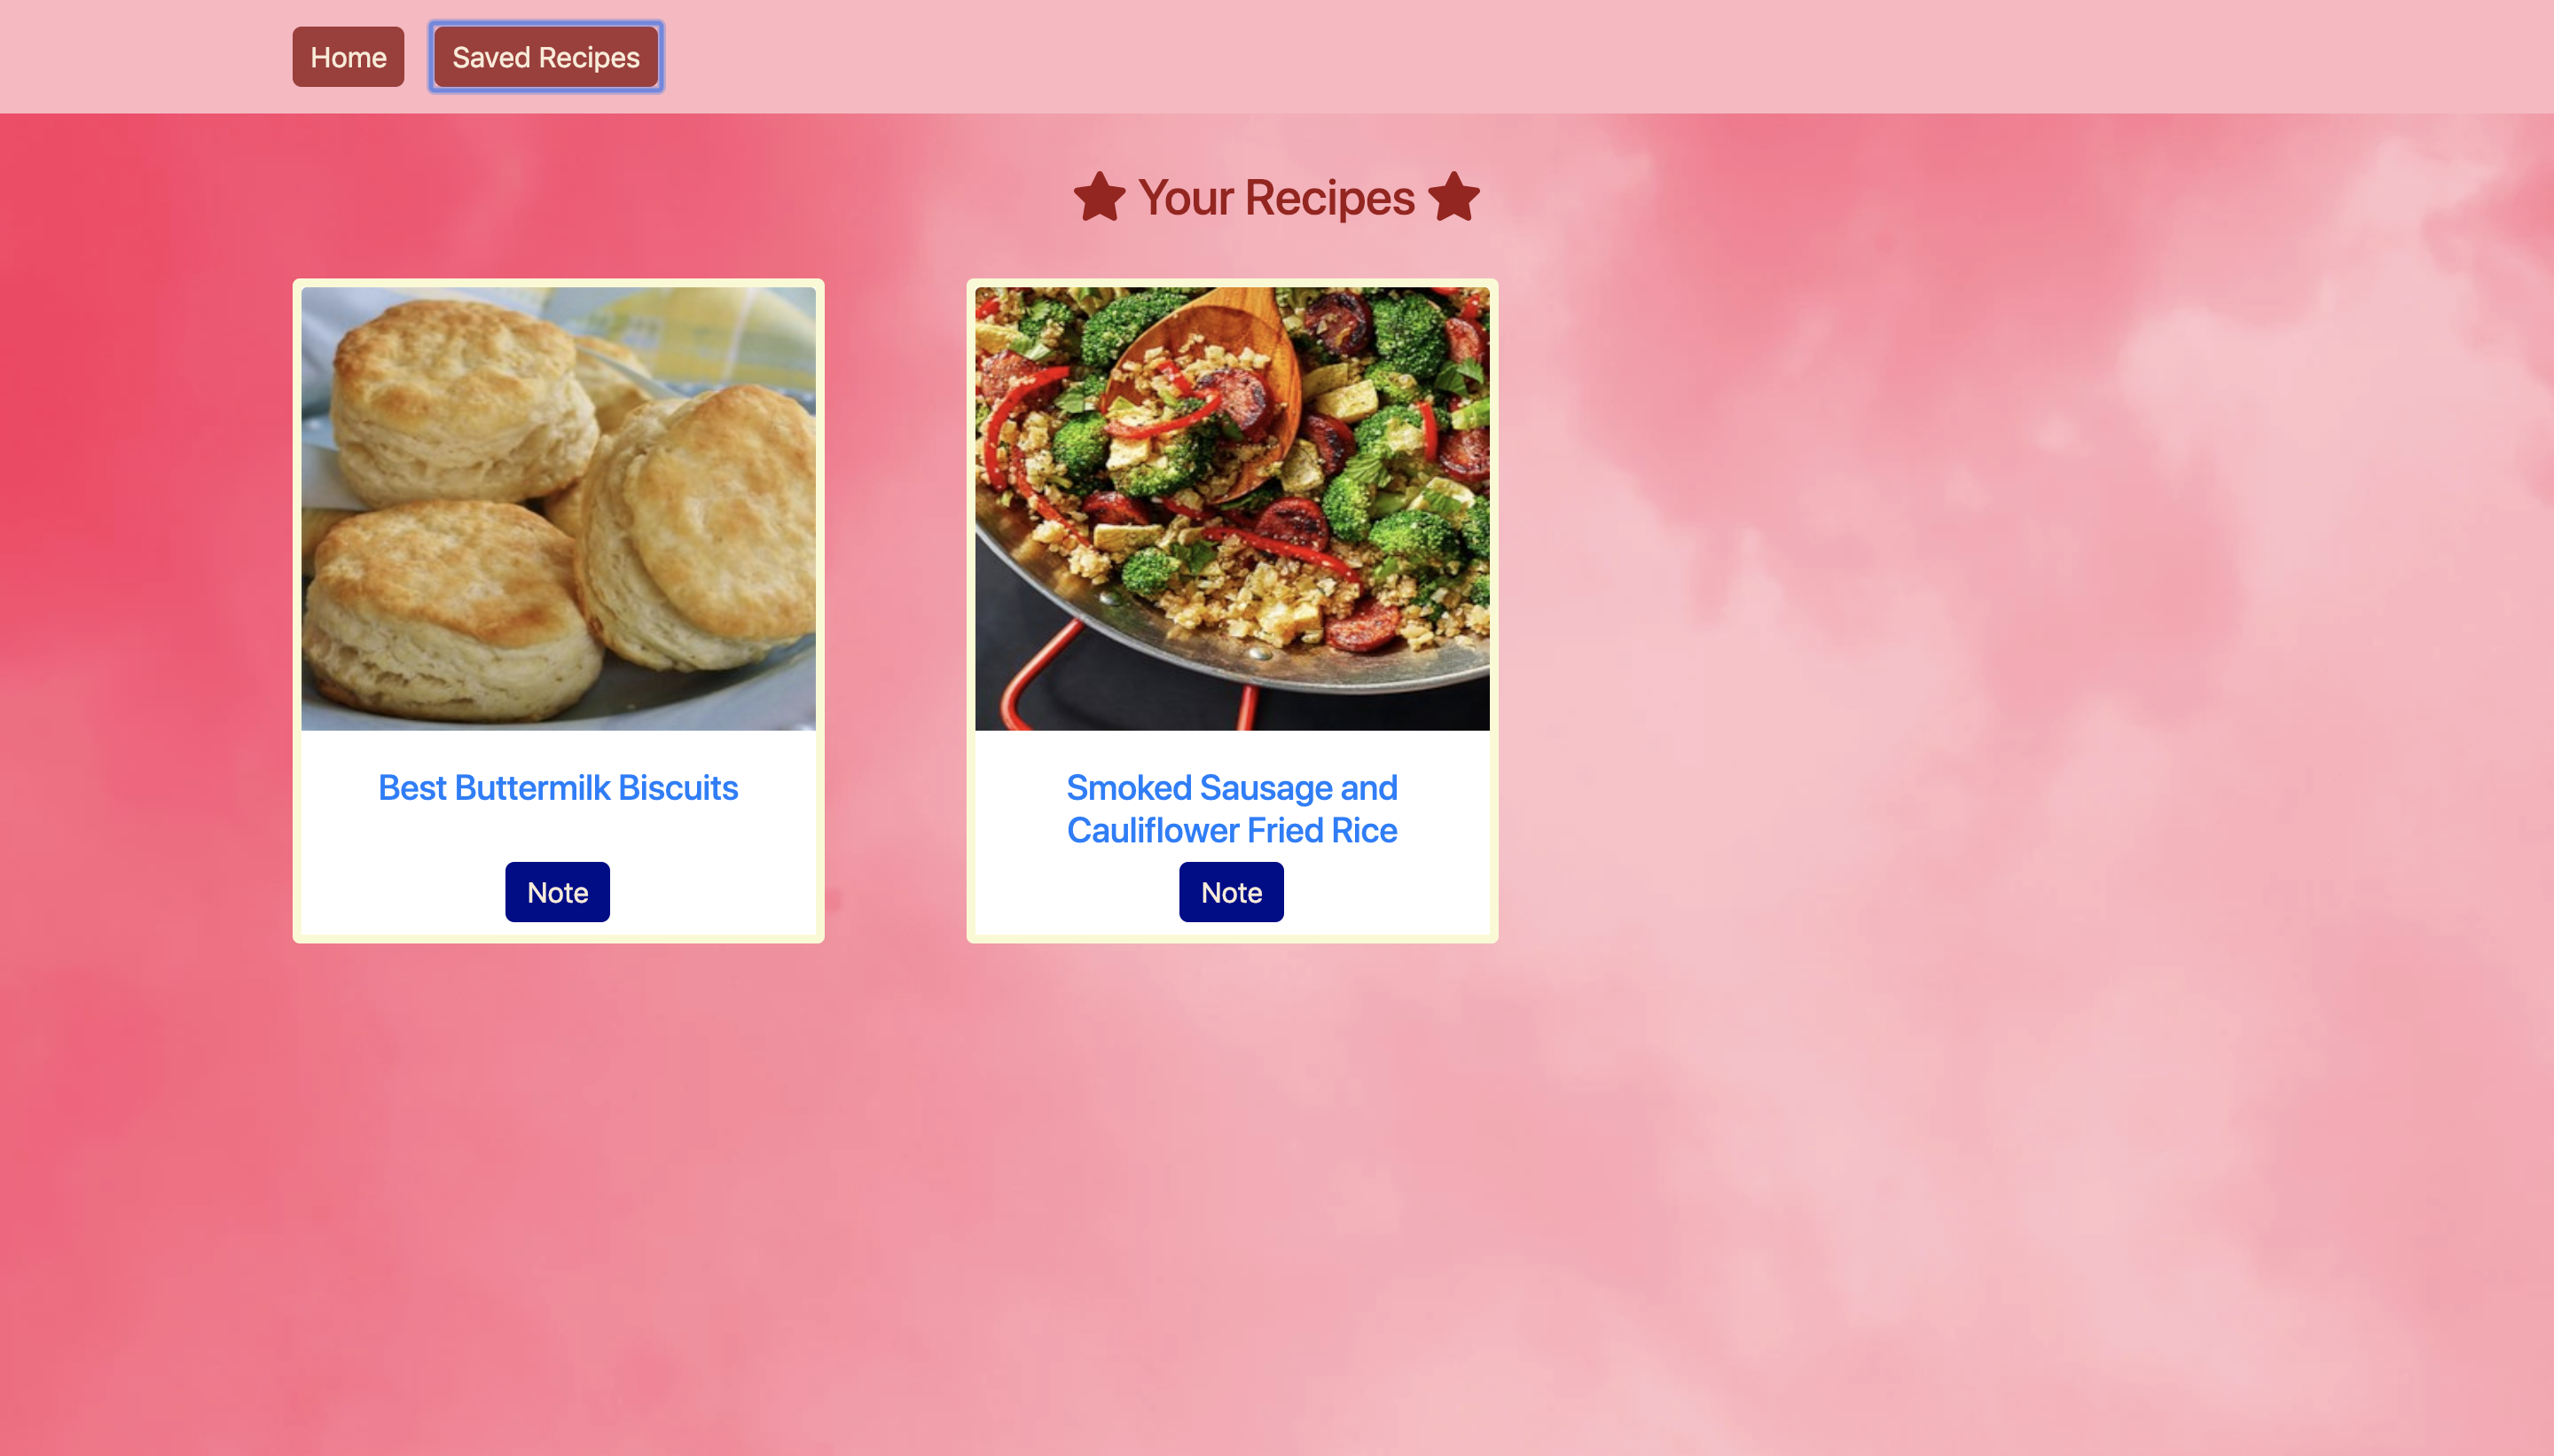 Home
Saved Recipes
Your Recipes
Best Buttermilk Biscuits
Note
Smoked Sausage and
Cauliflower Fried Rice
Note